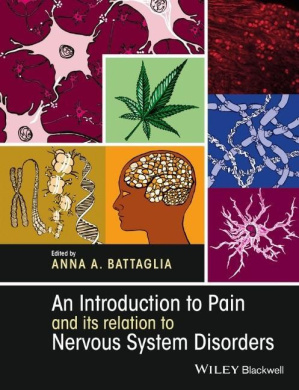 Edited by
ANNA A. BATTAGLIA
An Introduction to Pain
and its relation to
Nervous System Disorders
WILEY Blackwell